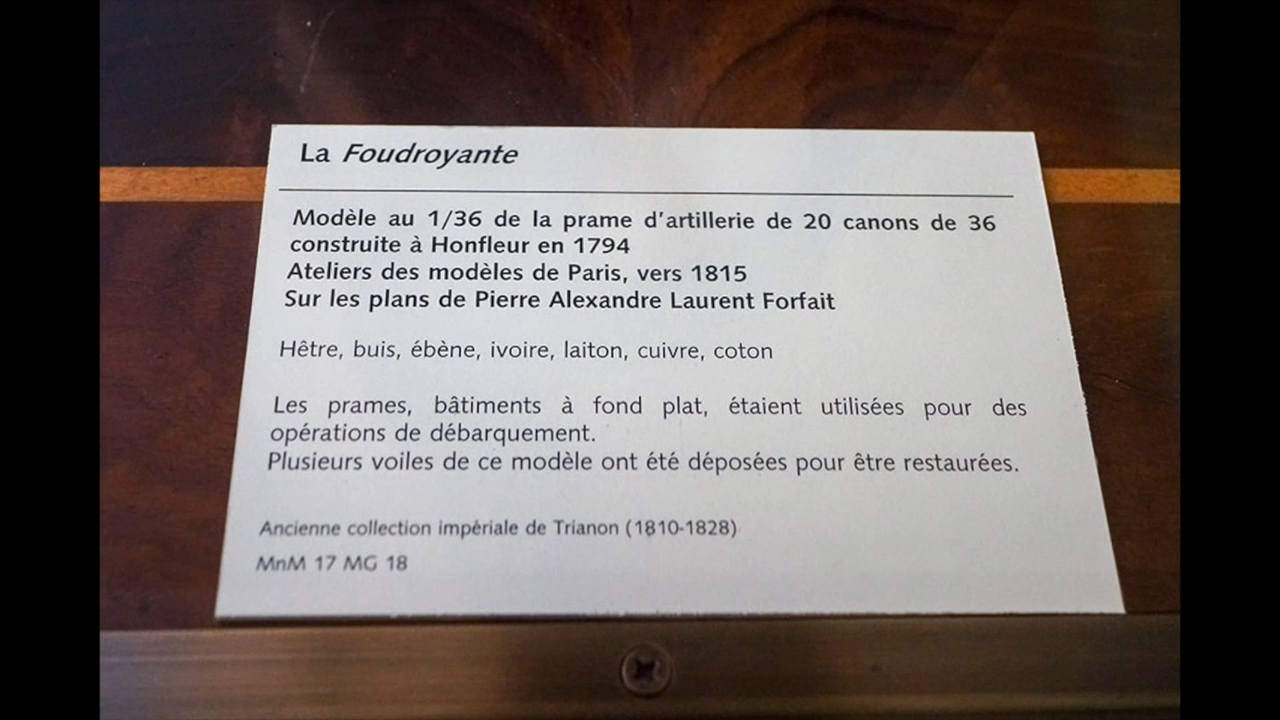 La Foudroyante
Modèle au 1/36 de la prame d'artillerie de 20 canons de 36
construite à Honfleur en 1794
Ateliers des modèles de Paris, vers 1815
Sur les plans de Pierre Alexandre Laurent Forfait
Hêtre, buis, ébène, ivoire, laiton, cuivre, coton
Les prames, bâtiments à fond plat, étaient utilisées pour des
opérations de débarquement.
Plusieurs voiles de ce modèle ont été déposées pour être restaurées.
Ancienne collection impériale de Trianon (1810-1828)
MnM 17 MG 18